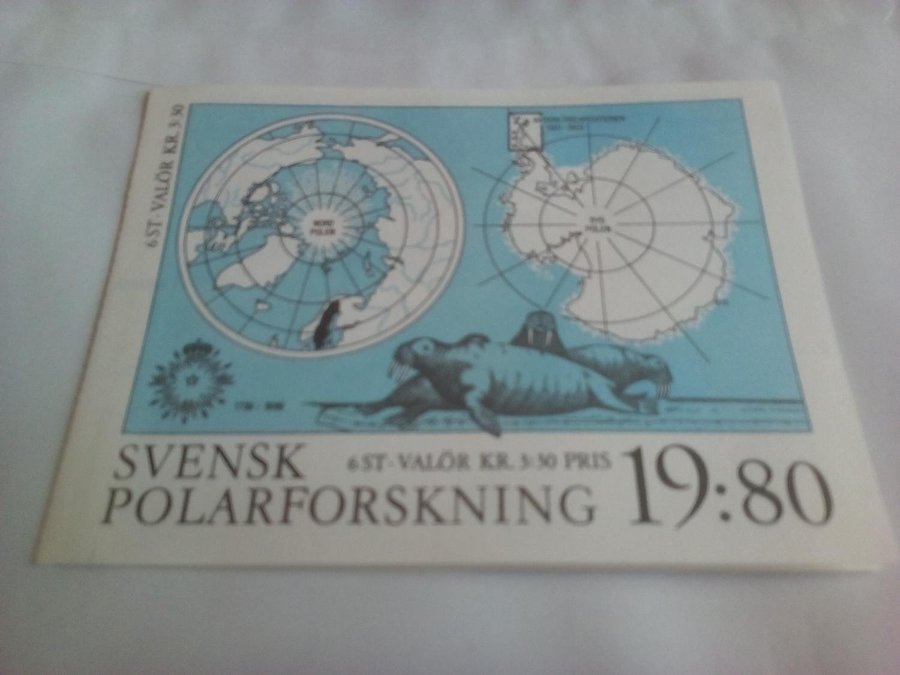 6 ST · VALÖR KR. 3:30
NORD
POLEN
SYD
POLEN
SVENSK
6 ST · VALÖR KR. 3:30 PRIS
19:80
POLARFORSKNING